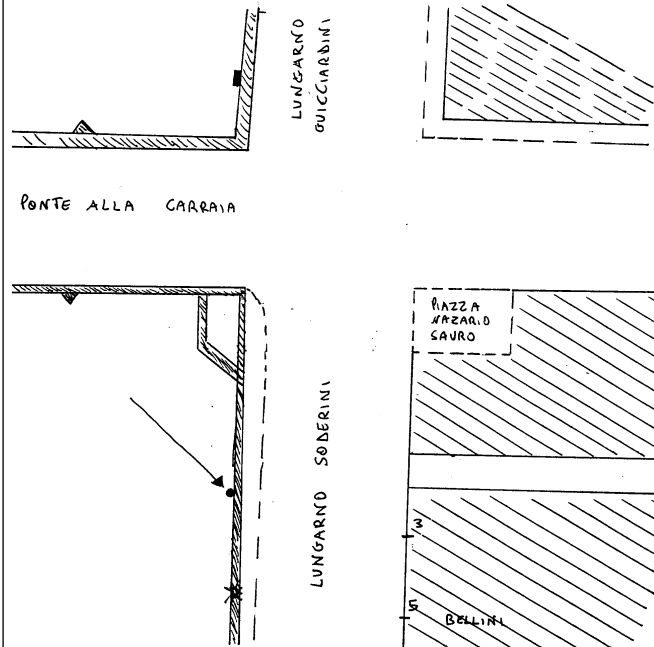 LUNGARNO
GUICCIARDINI
PONTE ALLA CARRAIA
PIAZZA
NAZARIO
SAURO
LUNGARNO SODERINI
3
5
BELLINI